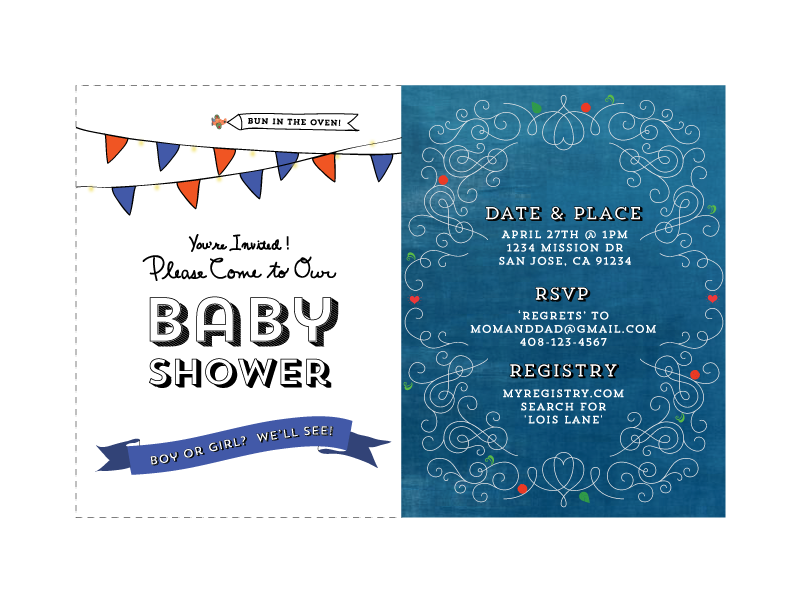 BUN IN THE OVEN!
You're Invited!
Please Come to Our
BABY
SHOWER
BOY OR GIRL? WE'LL SEE!
DATE & PLACE
APRIL 27TH @ 1PM
1234 MISSION DR
SAN JOSE, CA 91234
RSVP
'REGRETS' TO
MOMANDDAD@GMAIL.COM
408-123-4567
REGISTRY
MYREGISTRY.COM
SEARCH FOR
'LOIS LANE'